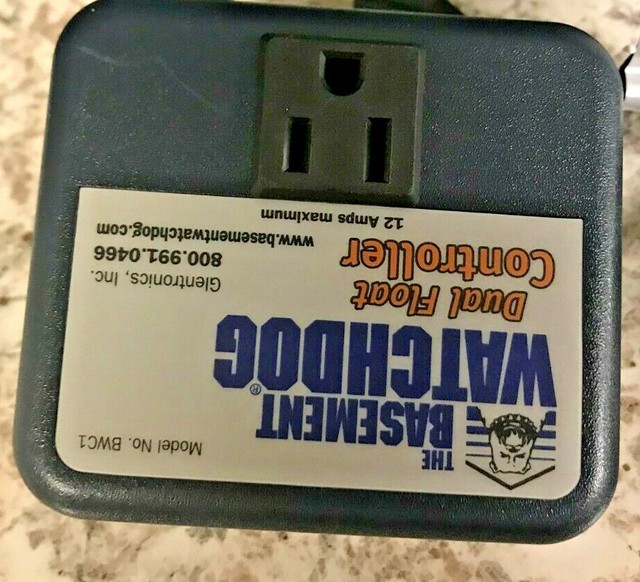 THE
BASEMENT
WATCHDOG®
Model No. BWC1
Dual Float
Controller
Glentronics, Inc.
800.991.0466
www.basementwatchdog.com
12 Amps maximum